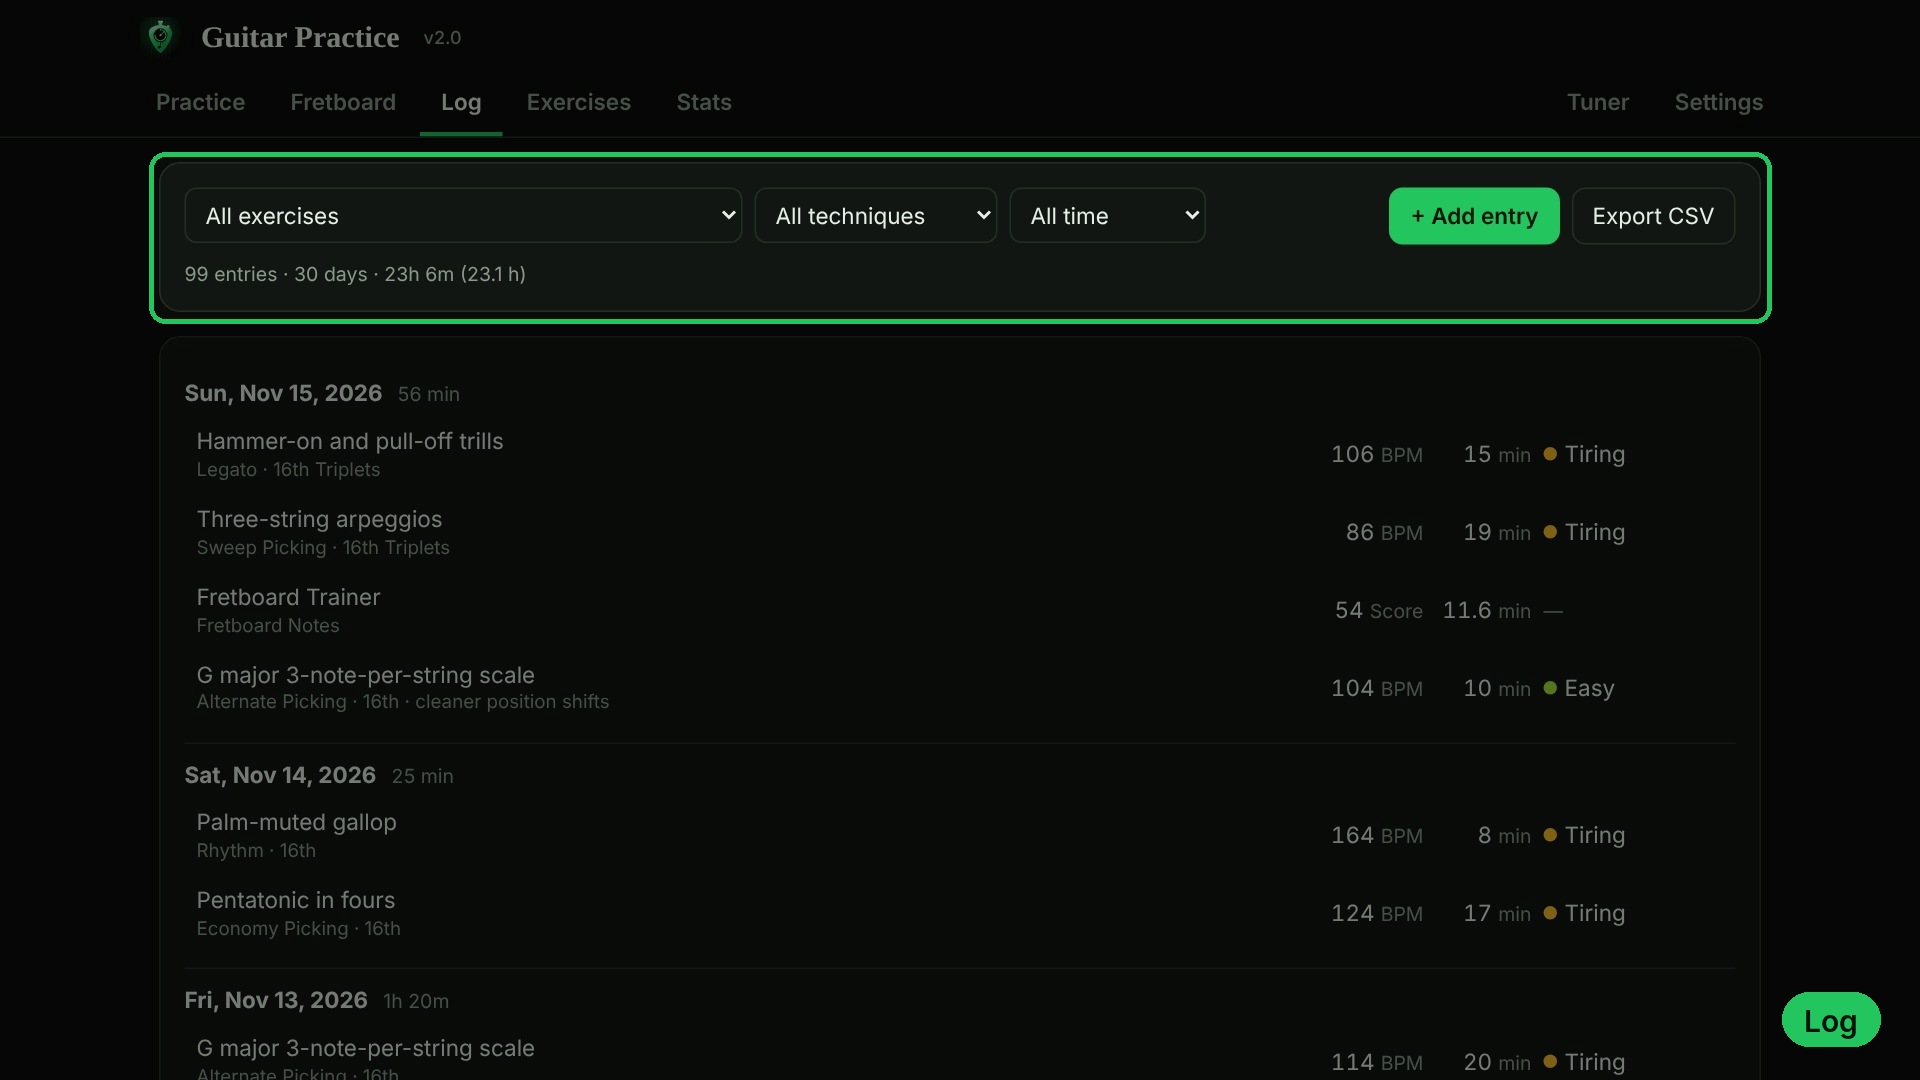 Guitar Practice v2.0
Practice Fretboard Log Exercises Stats Tuner Settings
All exercises All techniques All time + Add entry Export CSV
99 entries · 30 days · 23h 6m (23.1 h)
Sun, Nov 15, 2026 56 min
Hammer-on and pull-off trills
Legato · 16th Triplets
106 BPM 15 min Tiring
Three-string arpeggios
Sweep Picking · 16th Triplets
86 BPM 19 min Tiring
Fretboard Trainer
Fretboard Notes
54 Score 11.6 min —
G major 3-note-per-string scale
Alternate Picking · 16th · cleaner position shifts
104 BPM 10 min Easy
Sat, Nov 14, 2026 25 min
Palm-muted gallop
Rhythm · 16th
164 BPM 8 min Tiring
Pentatonic in fours
Economy Picking · 16th
124 BPM 17 min Tiring
Fri, Nov 13, 2026 1h 20m
G major 3-note-per-string scale
Alternate Picking · 16th
114 BPM 20 min Tiring
Log